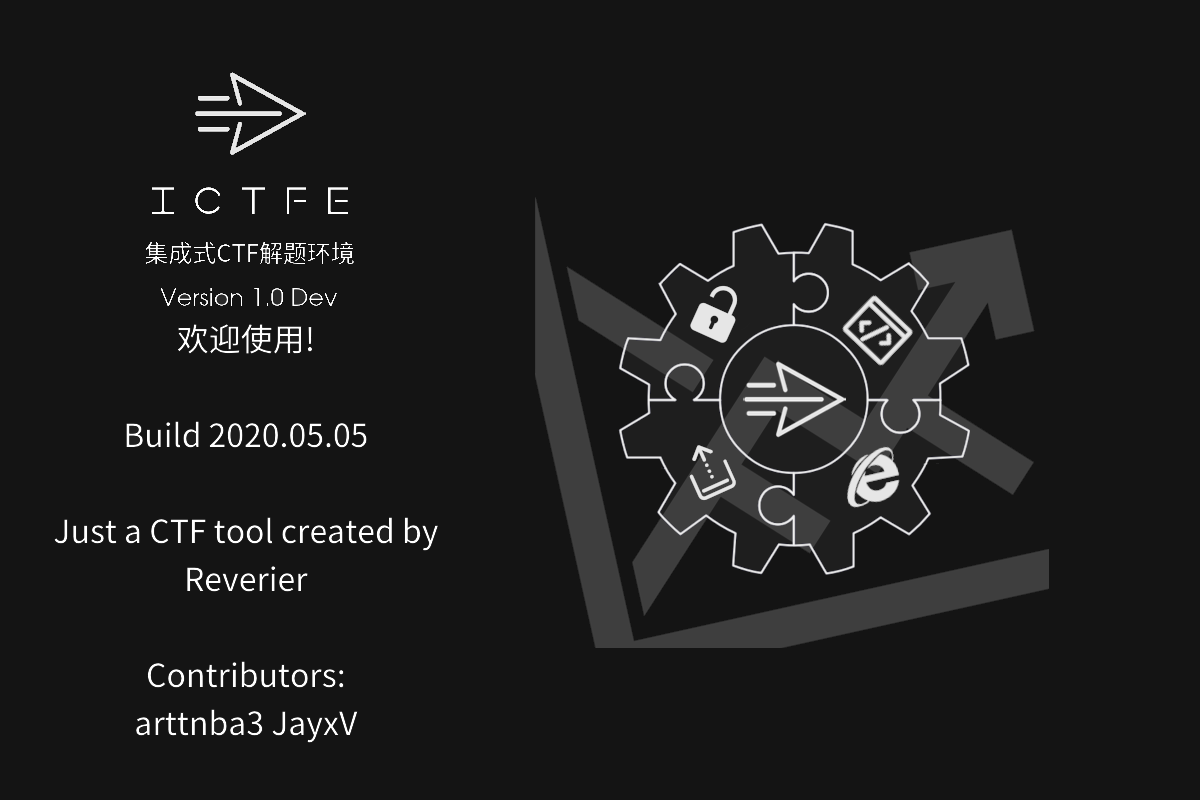 ICTFE
集成式CTF解题环境
Version 1.0 Dev
欢迎使用!
Build 2020.05.05
Just a CTF tool created by
Reverier
Contributors:
arttnba3 JayxV